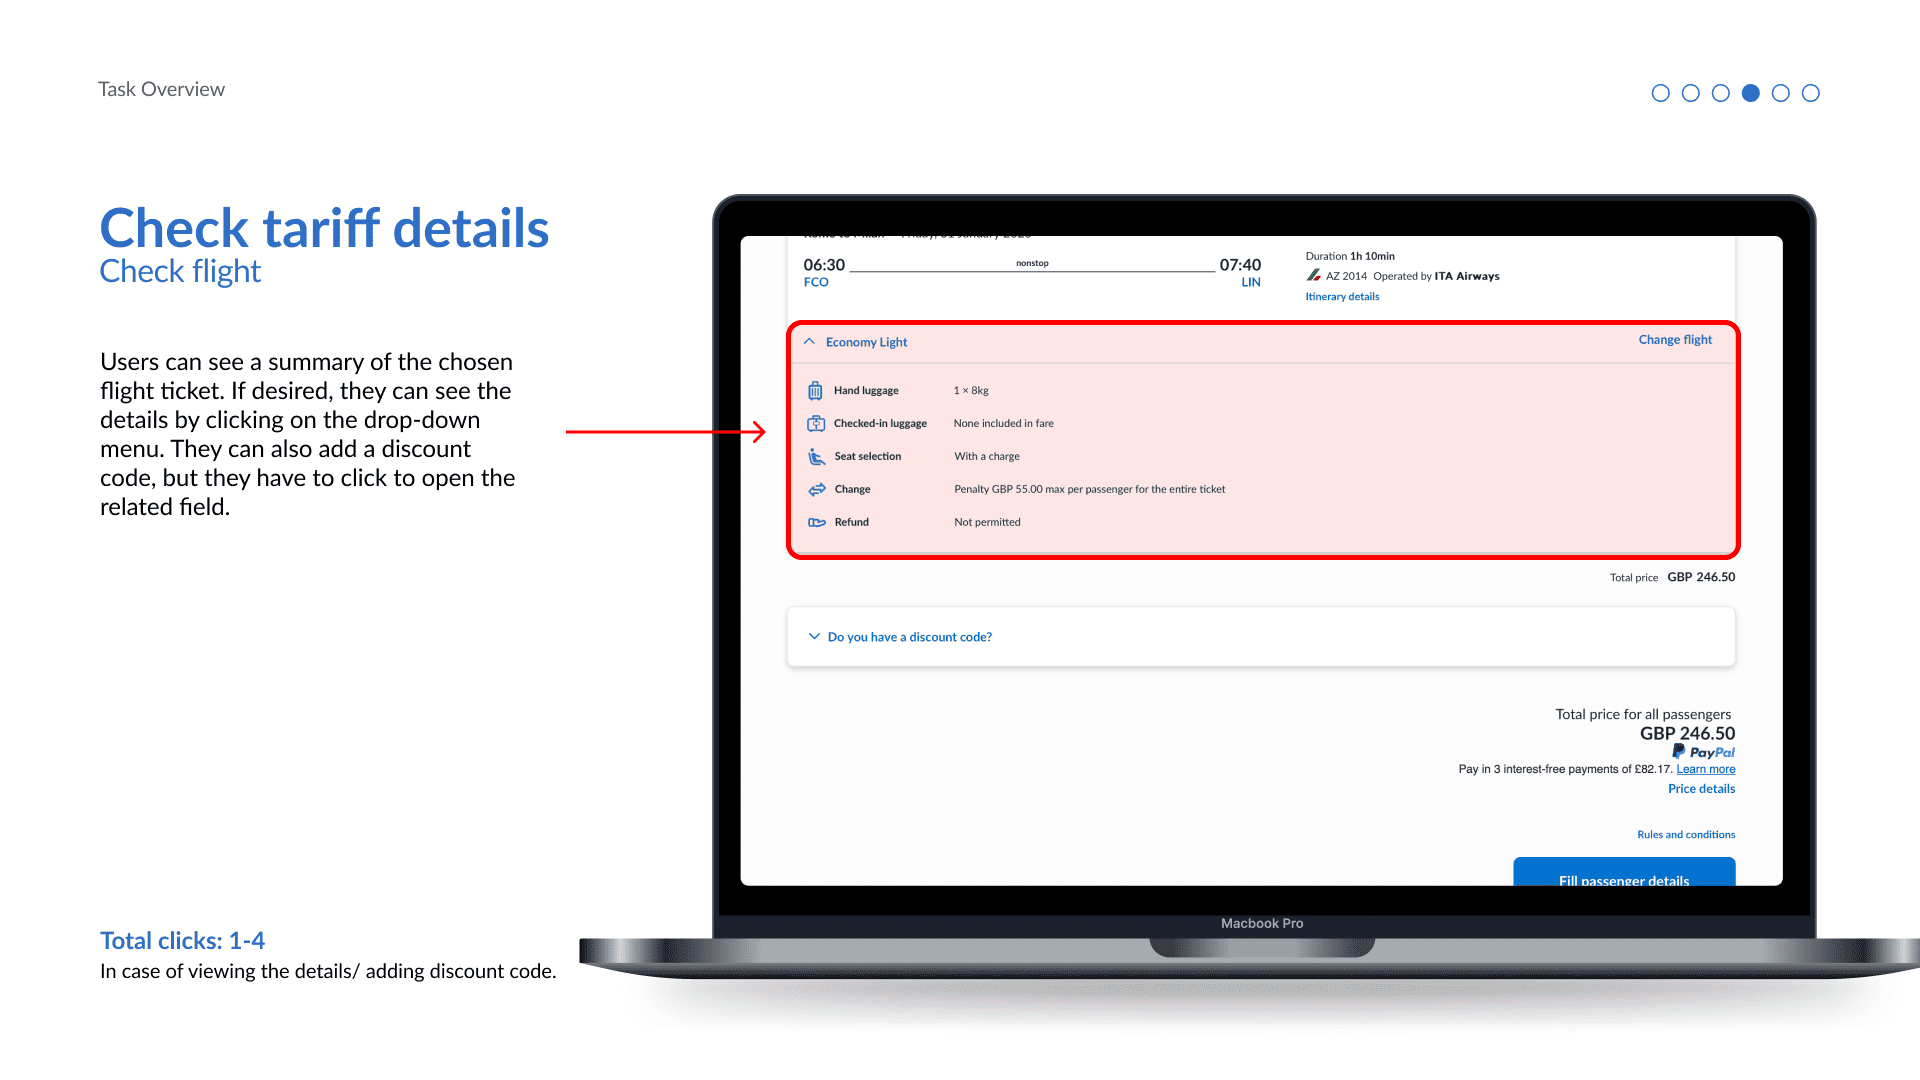 Task Overview
Check tariff details
Check flight
Users can see a summary of the chosen
flight ticket. If desired, they can see the
details by clicking on the drop-down
menu. They can also add a discount
code, but they have to click to open the
related field.
Total clicks: 1-4
In case of viewing the details/ adding discount code.
06:30 nonstop 07:40
FCO LIN
Duration 1h 10min
AZ 2014 Operated by ITA Airways
Itinerary details
Economy Light Change flight
Hand luggage 1 × 8kg
Checked-in luggage None included in fare
Seat selection With a charge
Change Penalty GBP 55.00 max per passenger for the entire ticket
Refund Not permitted
Total price GBP 246.50
Do you have a discount code?
Total price for all passengers
GBP 246.50
PayPal
Pay in 3 interest-free payments of £82.17. Learn more
Price details
Rules and conditions
Fill passenger details
Macbook Pro